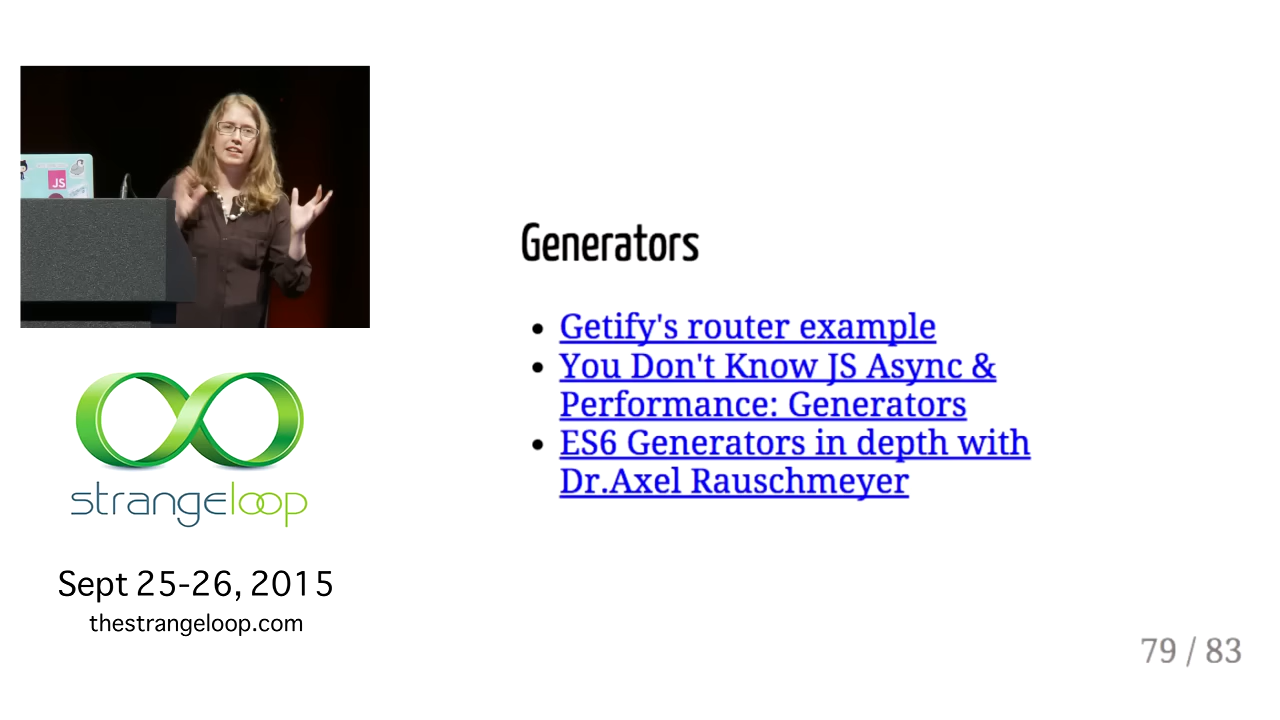 JS
Generators
Getify's router example
You Don't Know JS Async &
Performance: Generators
ES6 Generators in depth with
Dr.Axel Rauschmeyer
strangeloop
Sept 25-26, 2015
thestrangeloop.com
79 / 83